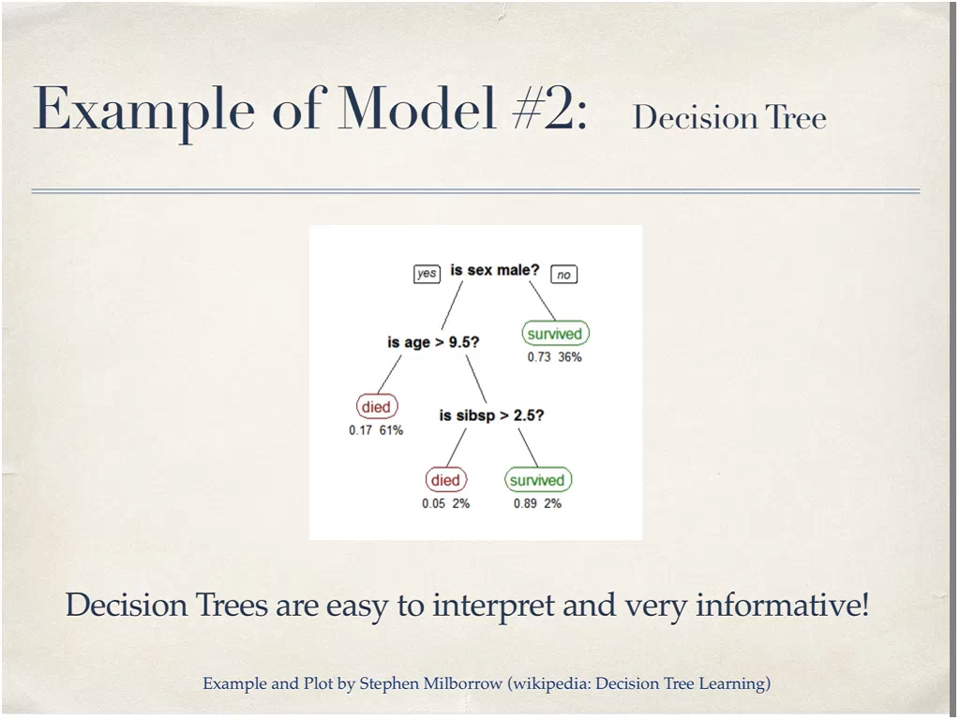 Example of Model #2: Decision Tree
yes is sex male? no
survived
0.73 36%
is age > 9.5?
died
0.17 61%
is sibsp > 2.5?
died survived
0.05 2% 0.89 2%
Decision Trees are easy to interpret and very informative!
Example and Plot by Stephen Milborrow (wikipedia: Decision Tree Learning)